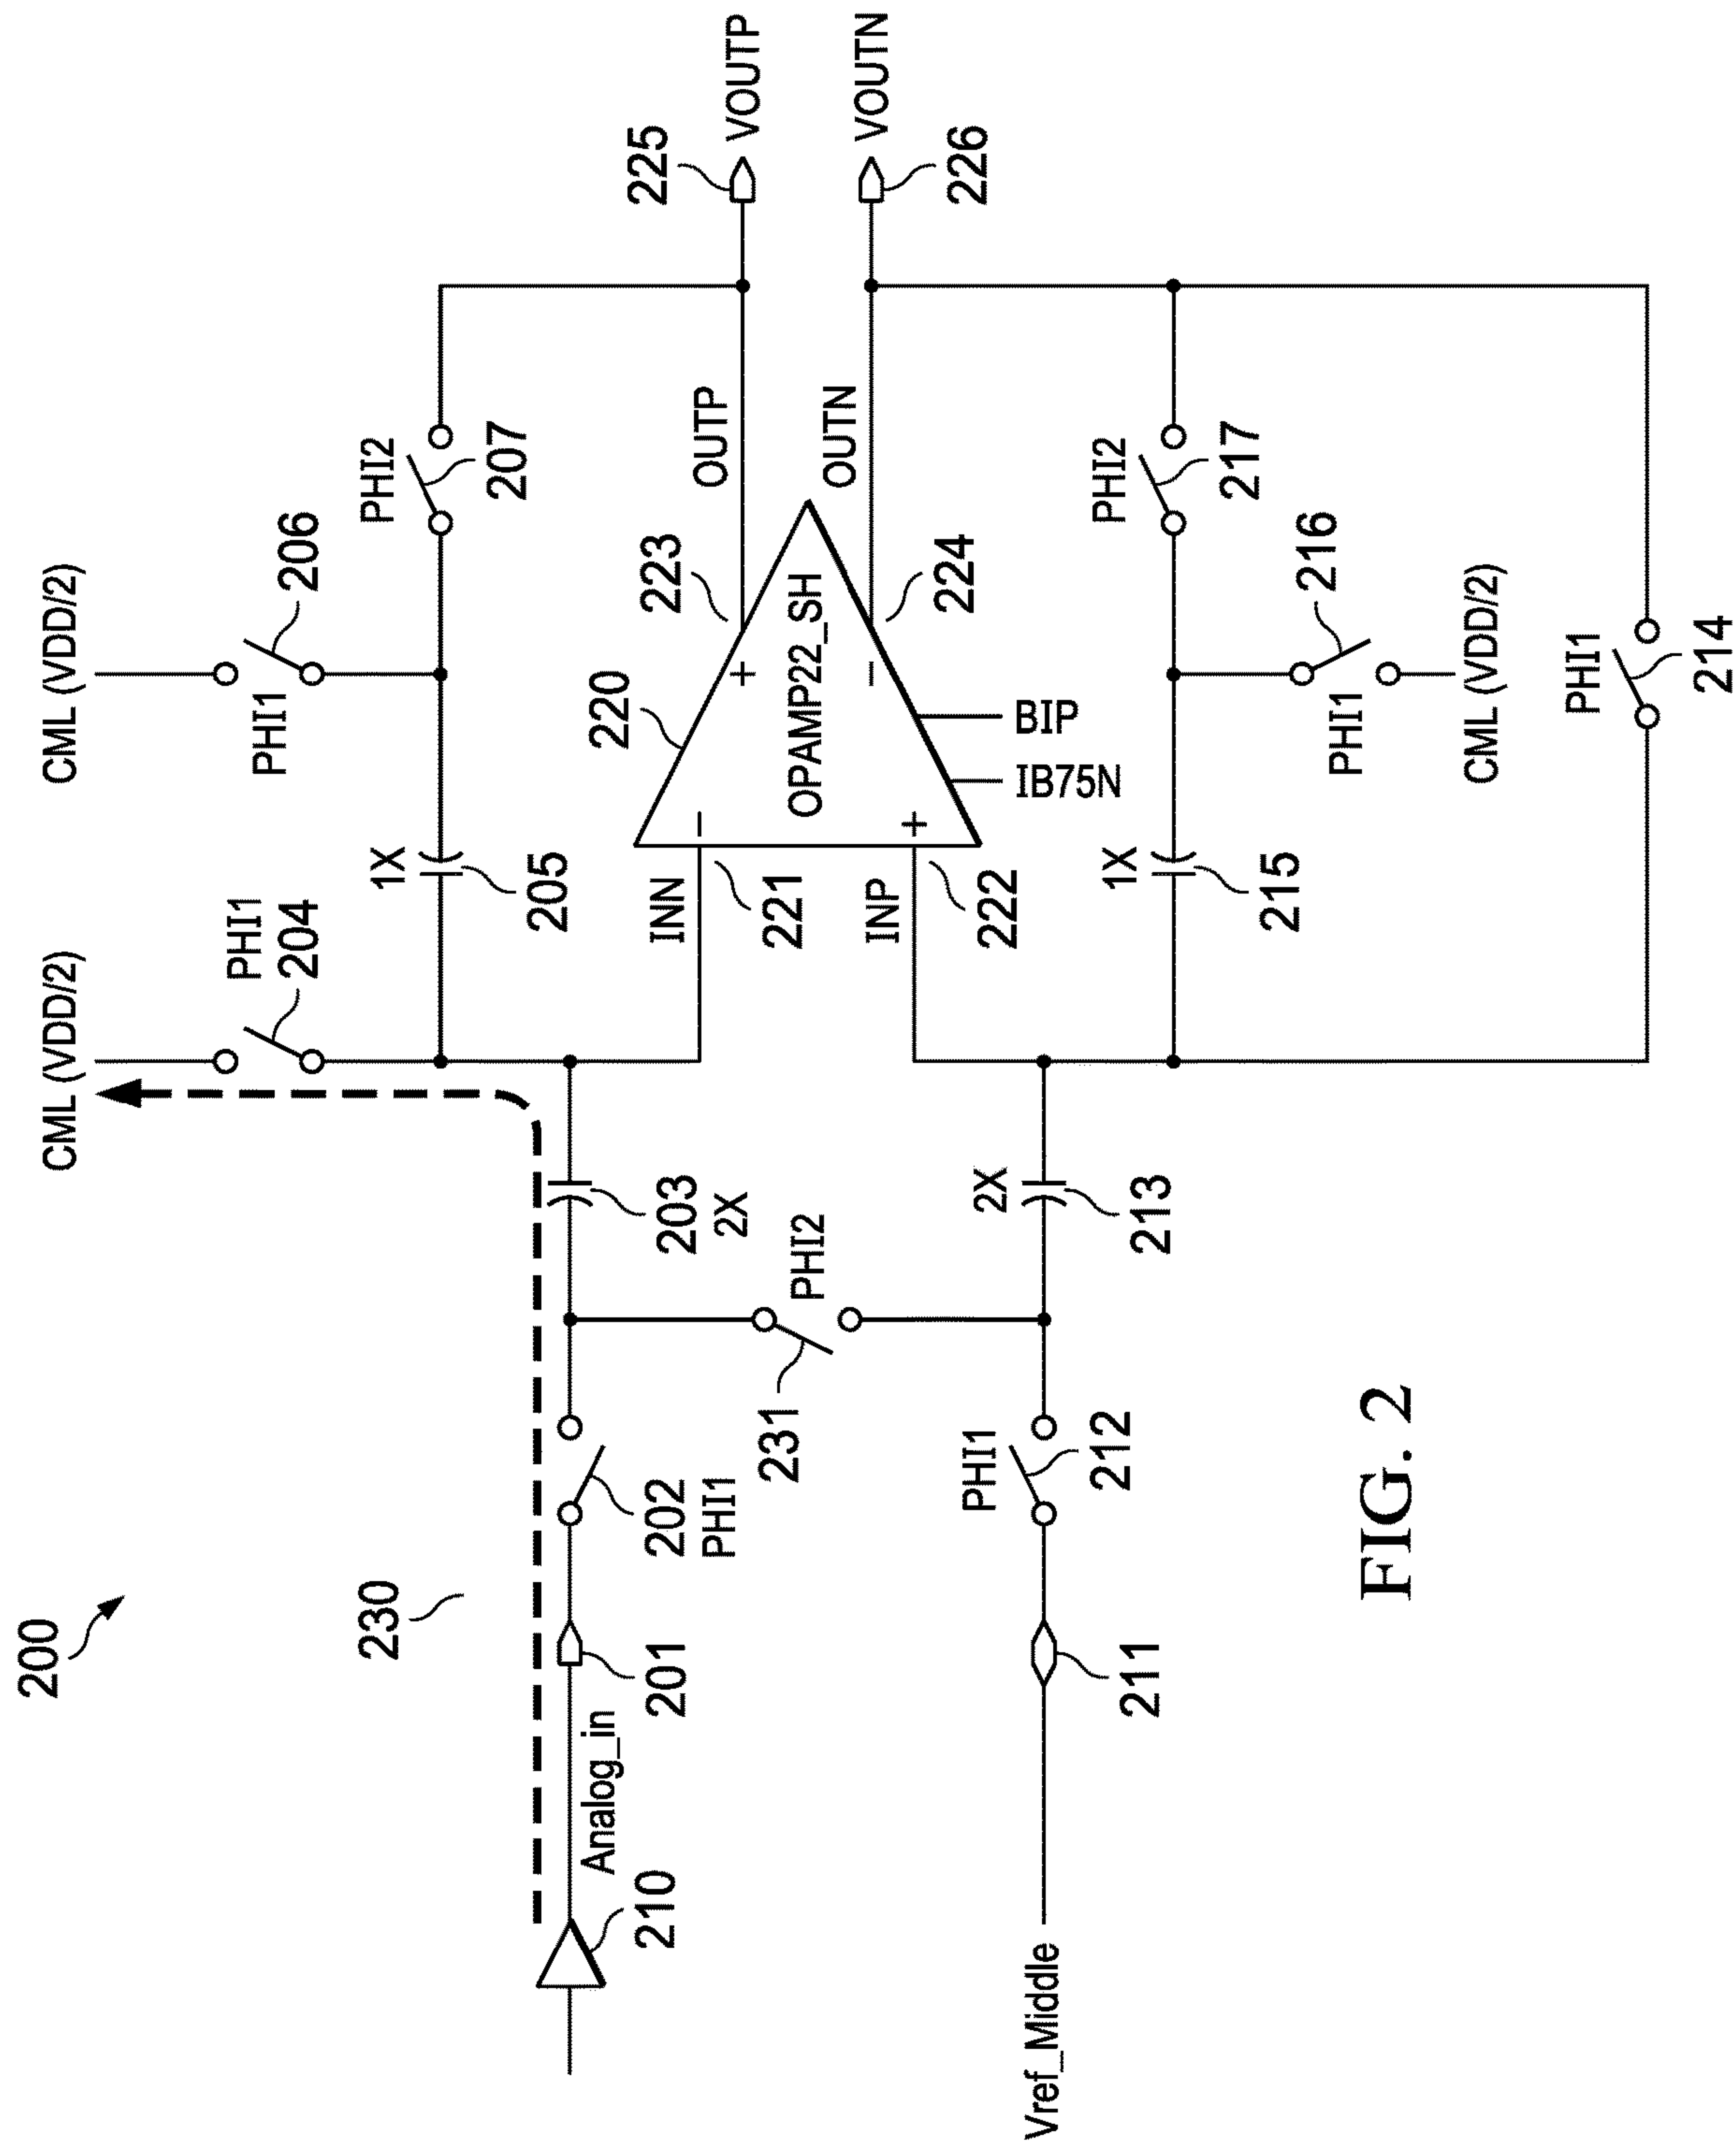 200
CML (VDD/2)
CML (VDD/2)
PHI1
204
PHI1
206
1X
205
PHI2
207
225
VOUTP
230
210
Analog_in
201
202
PHI1
203
2X
INN
221
220
223
OUTP
−
+
OPAMP22_SH
+
−
231
PHI2
INP
222
224
OUTN
VOUTN
226
IB75N
BIP
Vref_Middle
211
PHI1
212
2X
213
1X
215
PHI2
217
PHI1
216
CML (VDD/2)
PHI1
214
FIG. 2